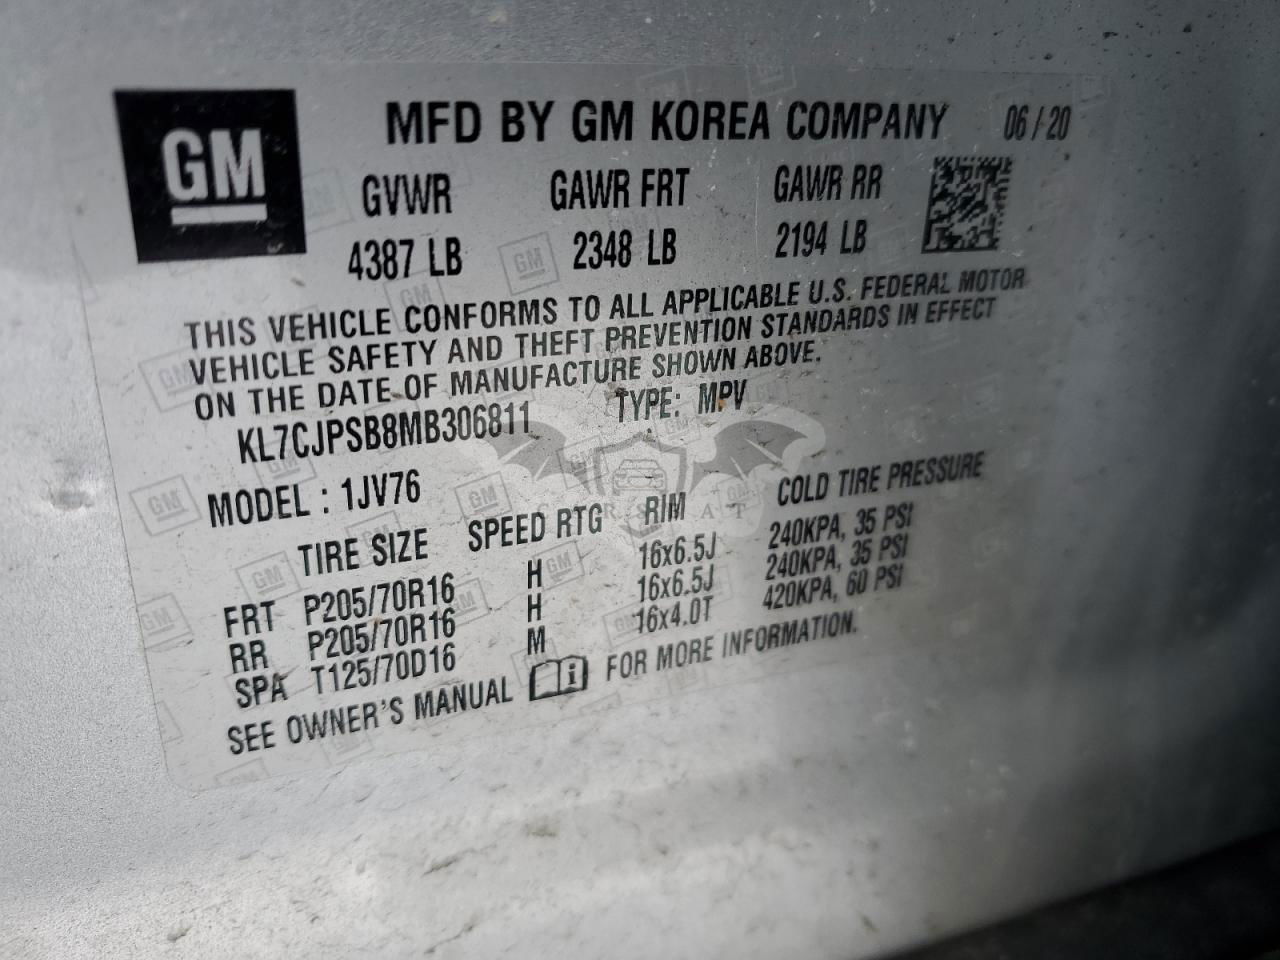 GM MFD BY GM KOREA COMPANY 06/20
GVWR GAWR FRT GAWR RR
4387 LB 2348 LB 2194 LB
THIS VEHICLE CONFORMS TO ALL APPLICABLE U.S. FEDERAL MOTOR
VEHICLE SAFETY AND THEFT PREVENTION STANDARDS IN EFFECT
ON THE DATE OF MANUFACTURE SHOWN ABOVE.
KL7CJPSB8MB306811 TYPE: MPV
MODEL : 1JV76
TIRE SIZE SPEED RTG RIM COLD TIRE PRESSURE
FRT P205/70R16 H 16x6.5J 240KPA, 35 PSI
RR P205/70R16 H 16x6.5J 240KPA, 35 PSI
SPA T125/70D16 M 16x4.0T 420KPA, 60 PSI
SEE OWNER'S MANUAL i FOR MORE INFORMATION.